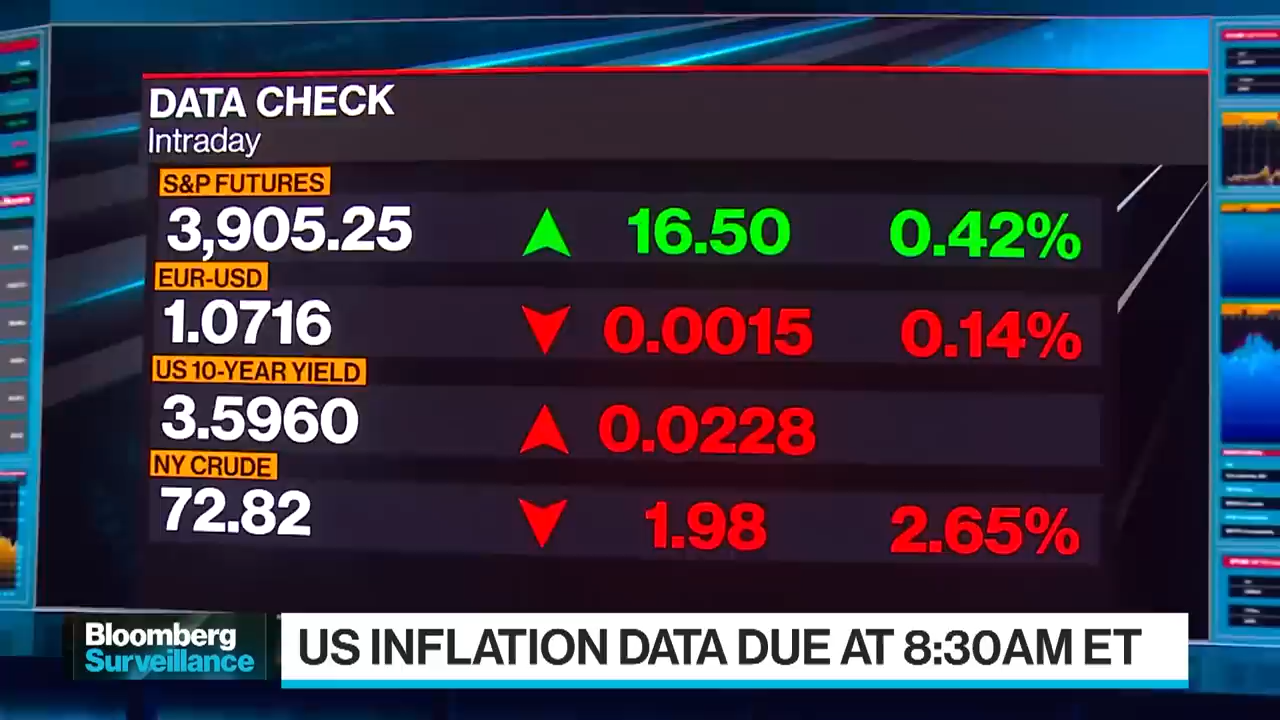 DATA CHECK
Intraday
S&P FUTURES
3,905.25 ▲ 16.50 0.42%
EUR-USD
1.0716 ▼ 0.0015 0.14%
US 10-YEAR YIELD
3.5960 ▲ 0.0228
NY CRUDE
72.82 ▼ 1.98 2.65%
Bloomberg
Surveillance
US INFLATION DATA DUE AT 8:30AM ET